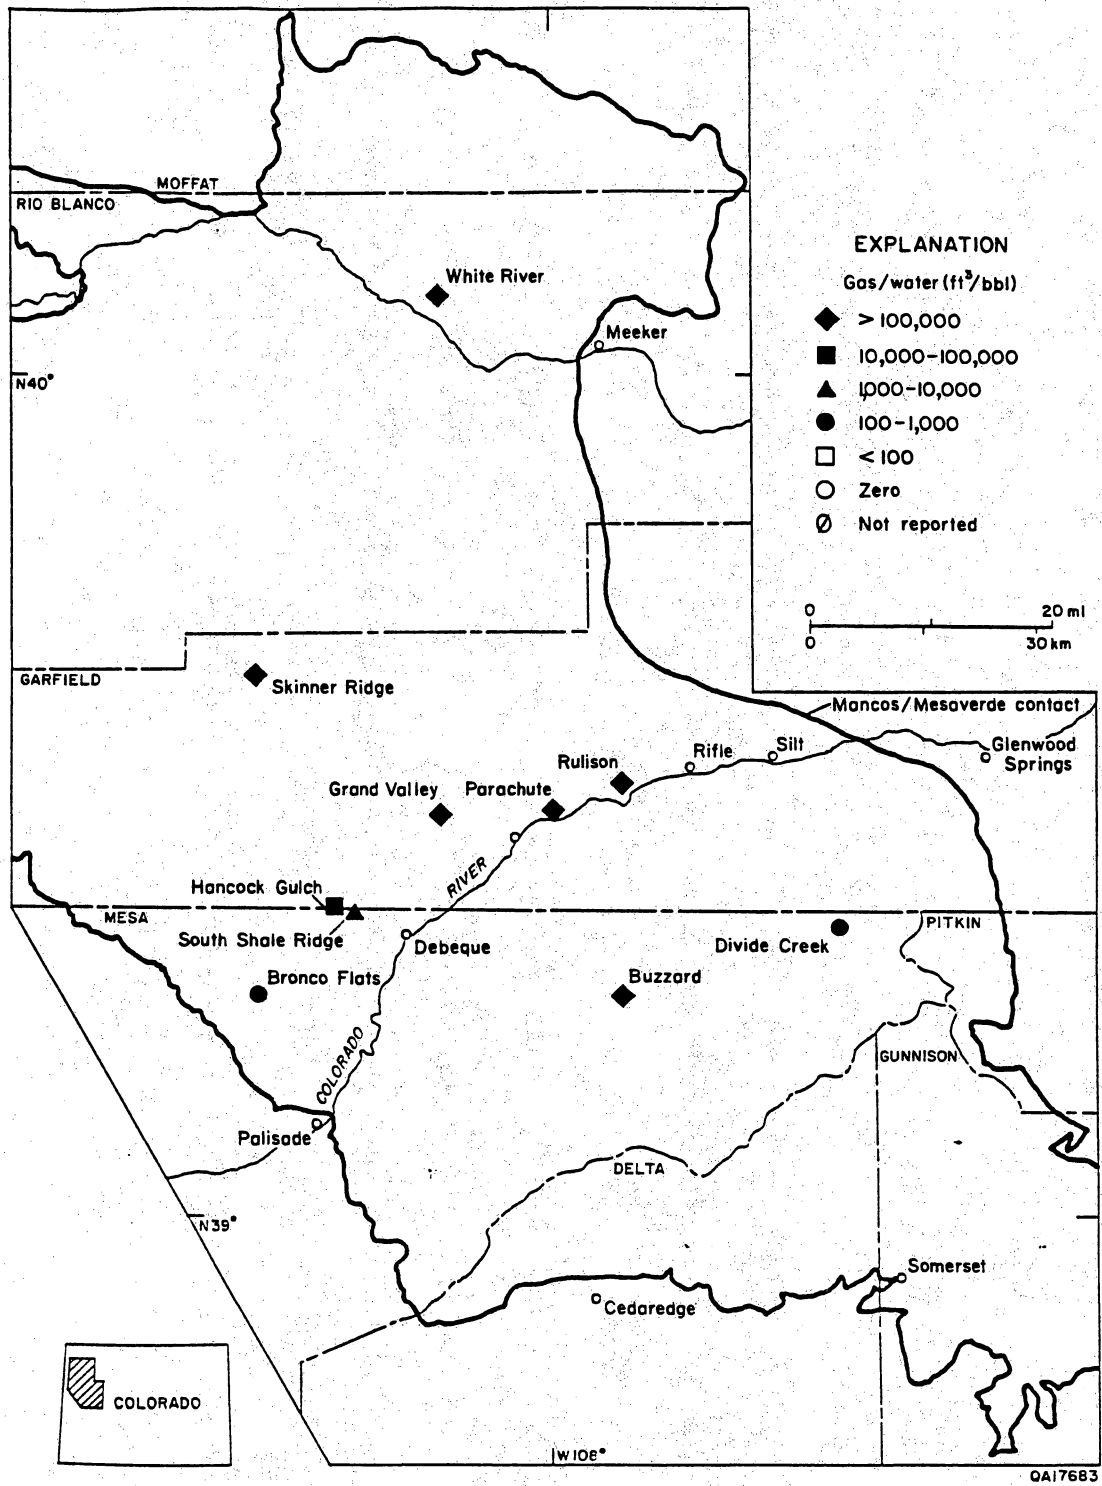 MOFFAT
RIO BLANCO
White River
Meeker
N40°
EXPLANATION
Gas/water (ft³/bbl)
> 100,000
10,000-100,000
1,000-10,000
100-1,000
< 100
Zero
Not reported
0 20 mi
0 30 km
GARFIELD
Skinner Ridge
Mancos/Mesaverde contact
Rifle
Silt
Glenwood
Springs
Rulison
Grand Valley
Parachute
RIVER
Hancock Gulch
MESA
South Shale Ridge
Debeque
Divide Creek
PITKIN
Bronco Flats
Buzzard
COLORADO
GUNNISON
Palisade
DELTA
N39°
Somerset
Cedaredge
COLORADO
W108°
QA17683